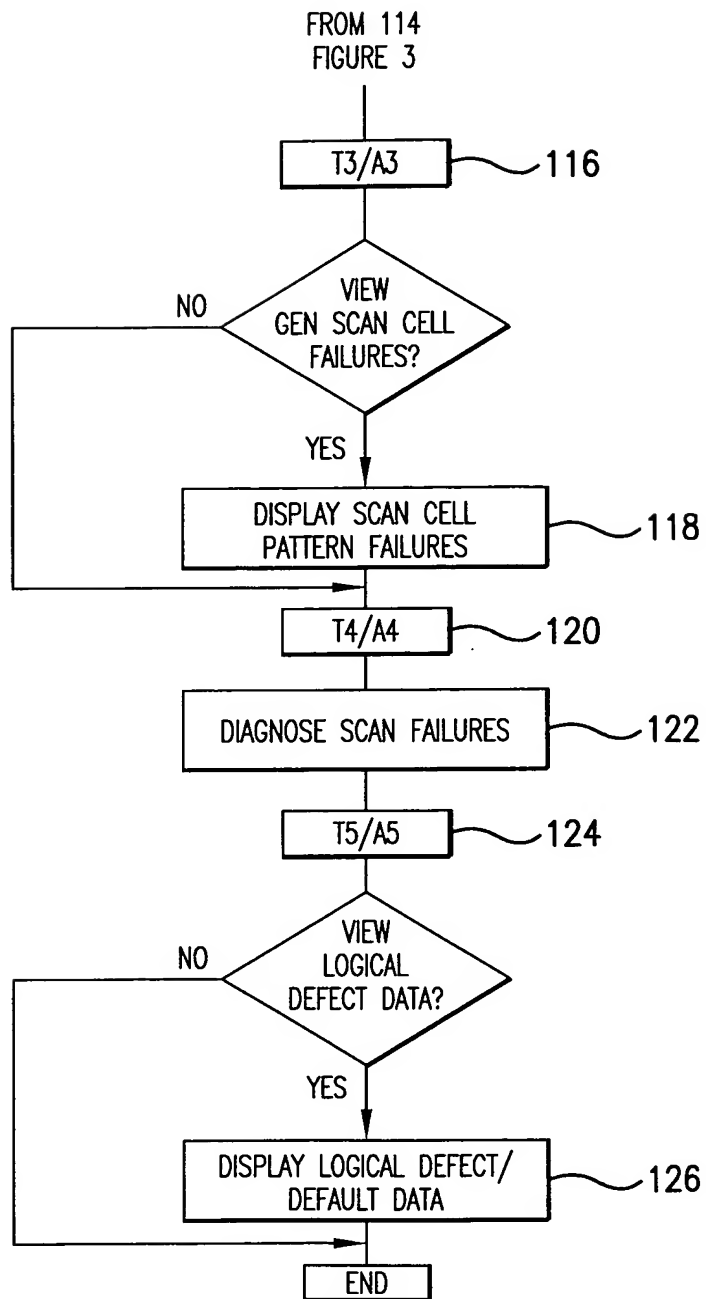 FROM 114
FIGURE 3
T3/A3
116
VIEW
GEN SCAN CELL
FAILURES?
NO
YES
DISPLAY SCAN CELL
PATTERN FAILURES
118
T4/A4
120
DIAGNOSE SCAN FAILURES
122
T5/A5
124
VIEW
LOGICAL
DEFECT DATA?
NO
YES
DISPLAY LOGICAL DEFECT/
DEFAULT DATA
126
END